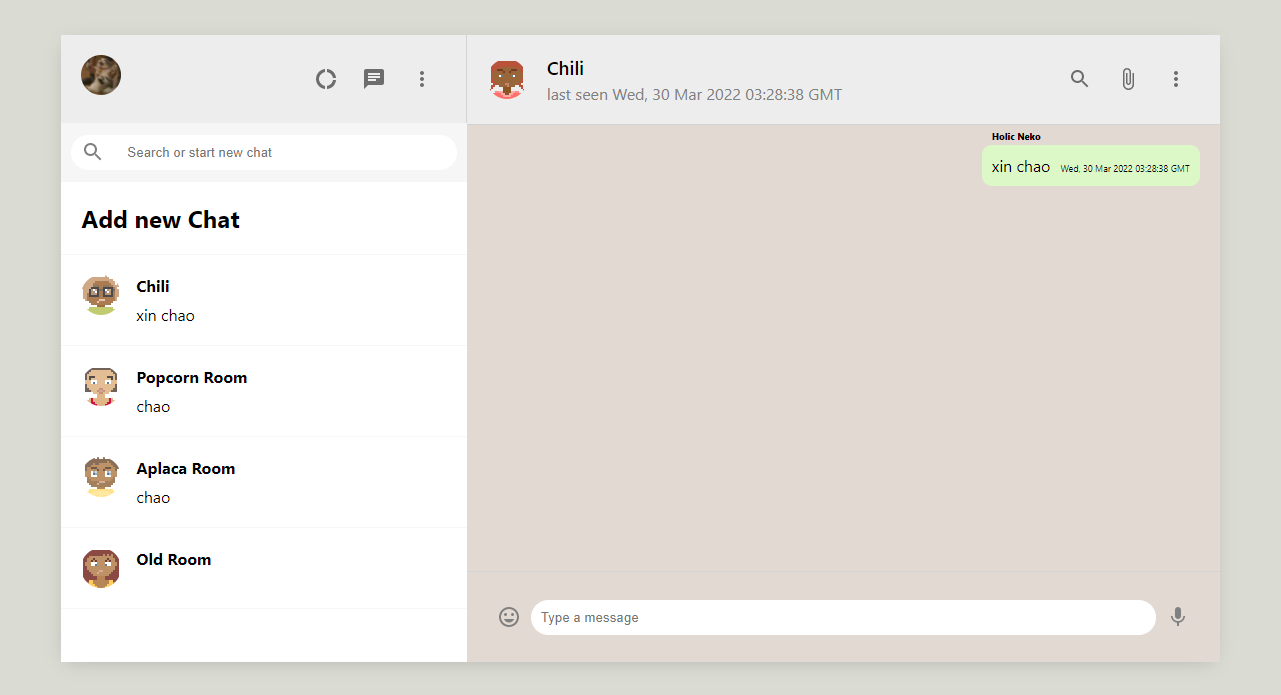 Search or start new chat
Add new Chat
Chili
xin chao
Popcorn Room
chao
Aplaca Room
chao
Old Room
Chili
last seen Wed, 30 Mar 2022 03:28:38 GMT
Holic Neko
xin chao Wed, 30 Mar 2022 03:28:38 GMT
Type a message